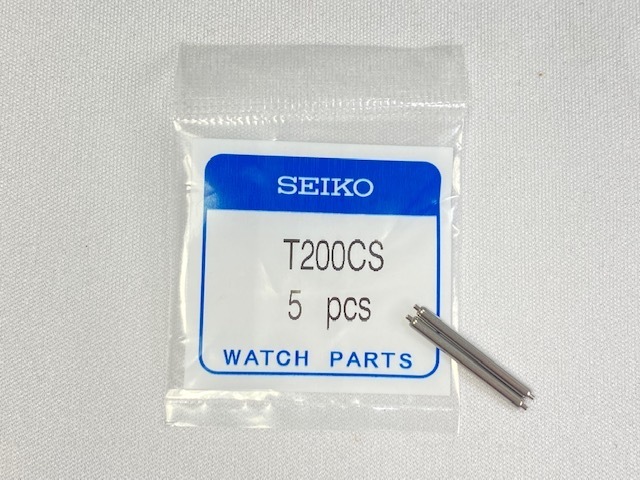 SEIKO
T200CS
5 pcs
WATCH PARTS